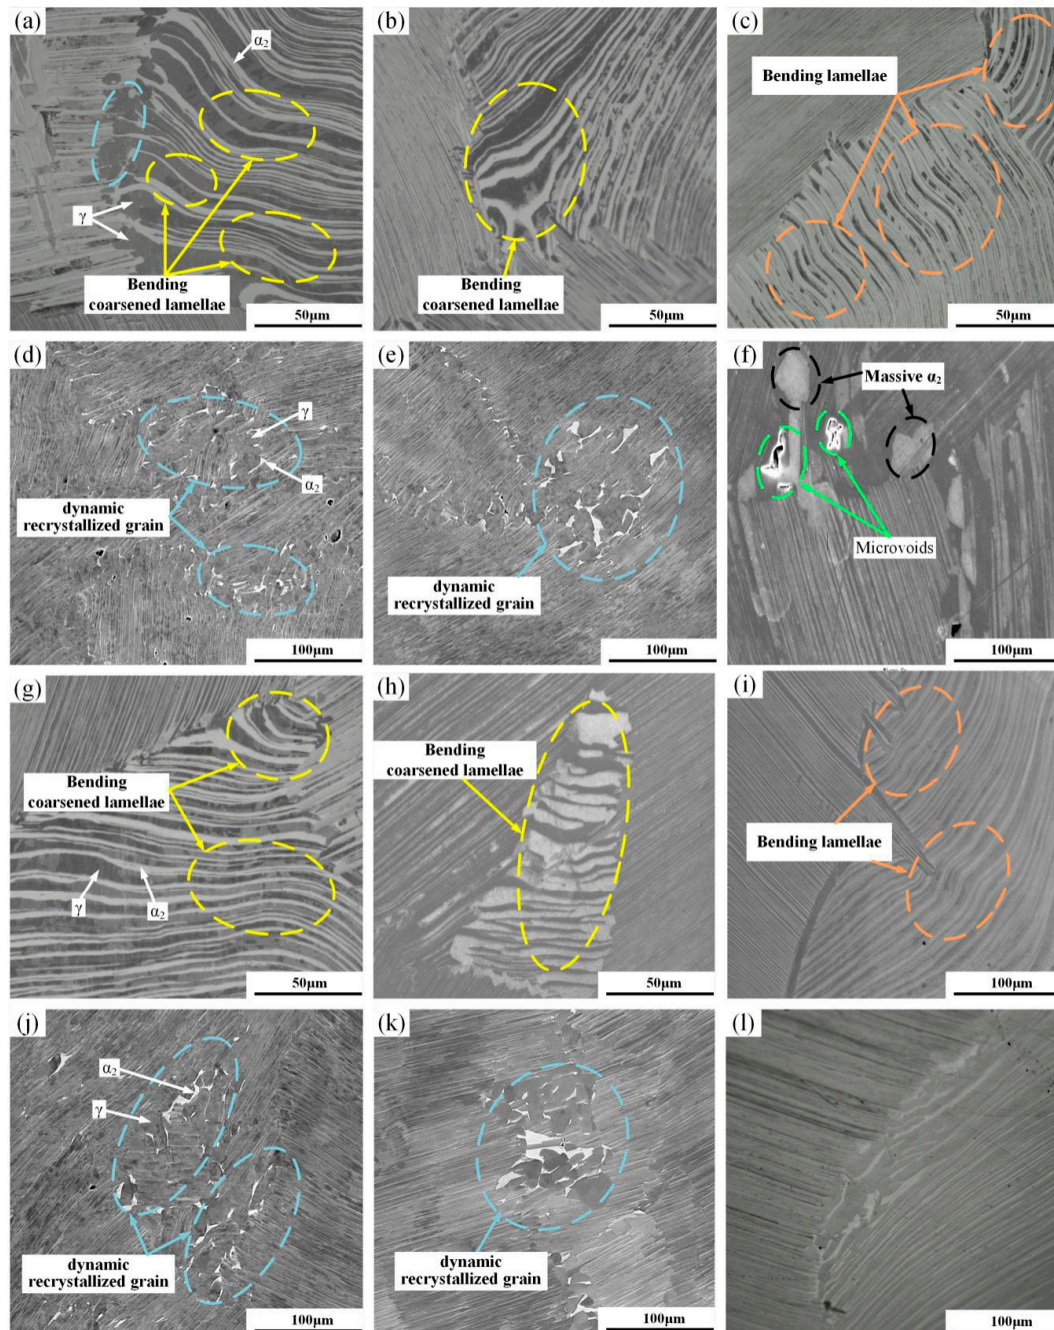 (a)
α₂
γ
Bending
coarsened lamellae
50μm
(b)
Bending
coarsened lamellae
50μm
(c)
Bending lamellae
50μm
(d)
γ
α₂
dynamic
recrystallized grain
100μm
(e)
dynamic
recrystallized grain
100μm
(f)
Massive α₂
Microvoids
100μm
(g)
Bending
coarsened lamellae
γ
α₂
50μm
(h)
Bending
coarsened lamellae
50μm
(i)
Bending lamellae
100μm
(j)
α₂
γ
dynamic
recrystallized grain
100μm
(k)
dynamic
recrystallized grain
100μm
(l)
100μm